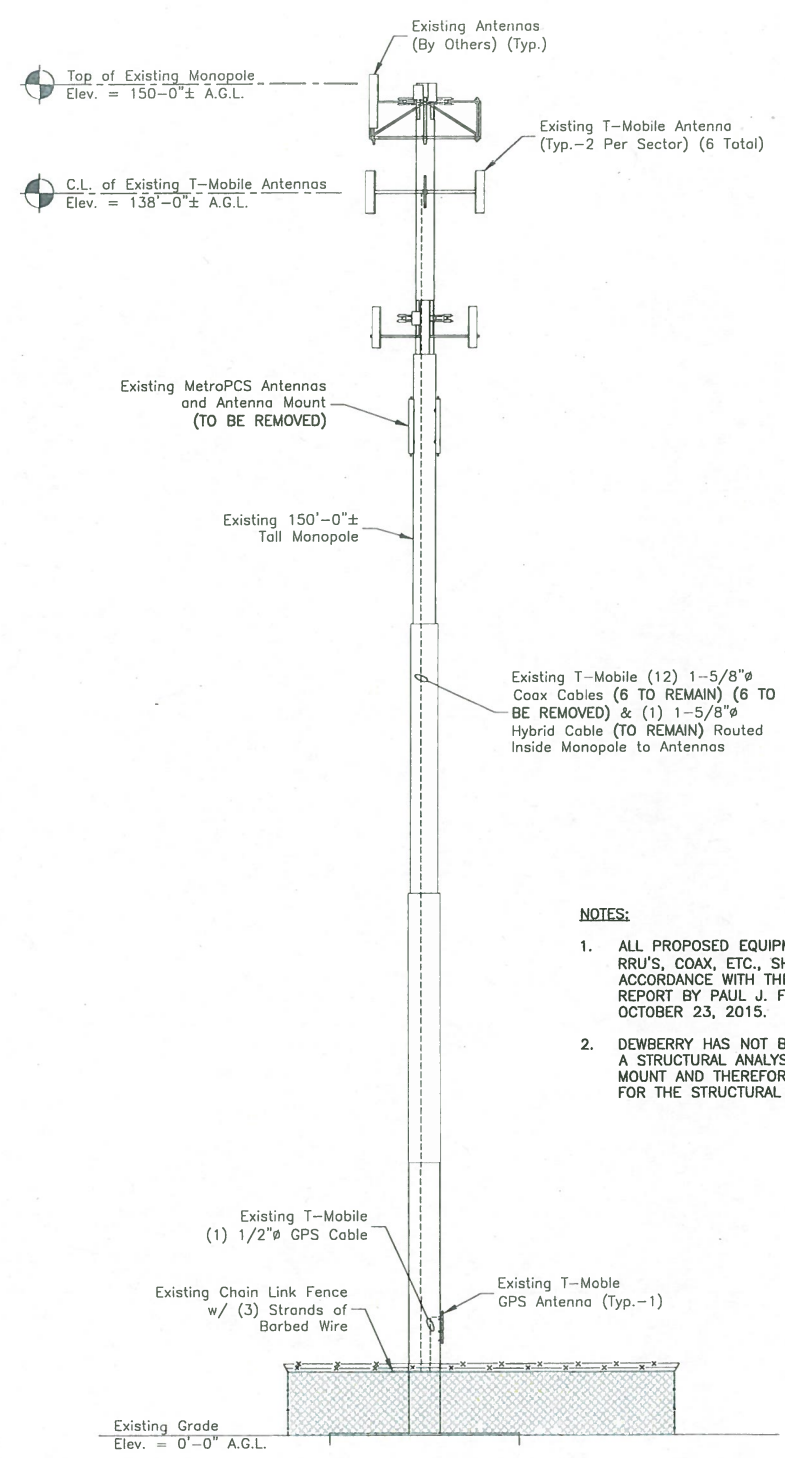 Existing Antennas
(By Others) (Typ.)
Top of Existing Monopole
Elev. = 150-0"± A.G.L.
Existing T-Mobile Antenna
(Typ.-2 Per Sector) (6 Total)
C.L. of Existing T-Mobile Antennas
Elev. = 138'-0"± A.G.L.
Existing MetroPCS Antennas
and Antenna Mount
(TO BE REMOVED)
Existing 150'-0"±
Tall Monopole
Existing T-Mobile (12) 1-5/8"ø
Coax Cables (6 TO REMAIN) (6 TO
BE REMOVED) & (1) 1-5/8"ø
Hybrid Cable (TO REMAIN) Routed
Inside Monopole to Antennas
NOTES:
1. ALL PROPOSED EQUIP
RRU'S, COAX, ETC., SH
ACCORDANCE WITH THE
REPORT BY PAUL J. F
OCTOBER 23, 2015.
2. DEWBERRY HAS NOT B
A STRUCTURAL ANALYS
MOUNT AND THEREFOR
FOR THE STRUCTURAL
Existing T-Mobile
(1) 1/2"ø GPS Cable
Existing T-Moble
GPS Antenna (Typ.-1)
Existing Chain Link Fence
w/ (3) Strands of
Barbed Wire
Existing Grade
Elev. = 0'-0" A.G.L.